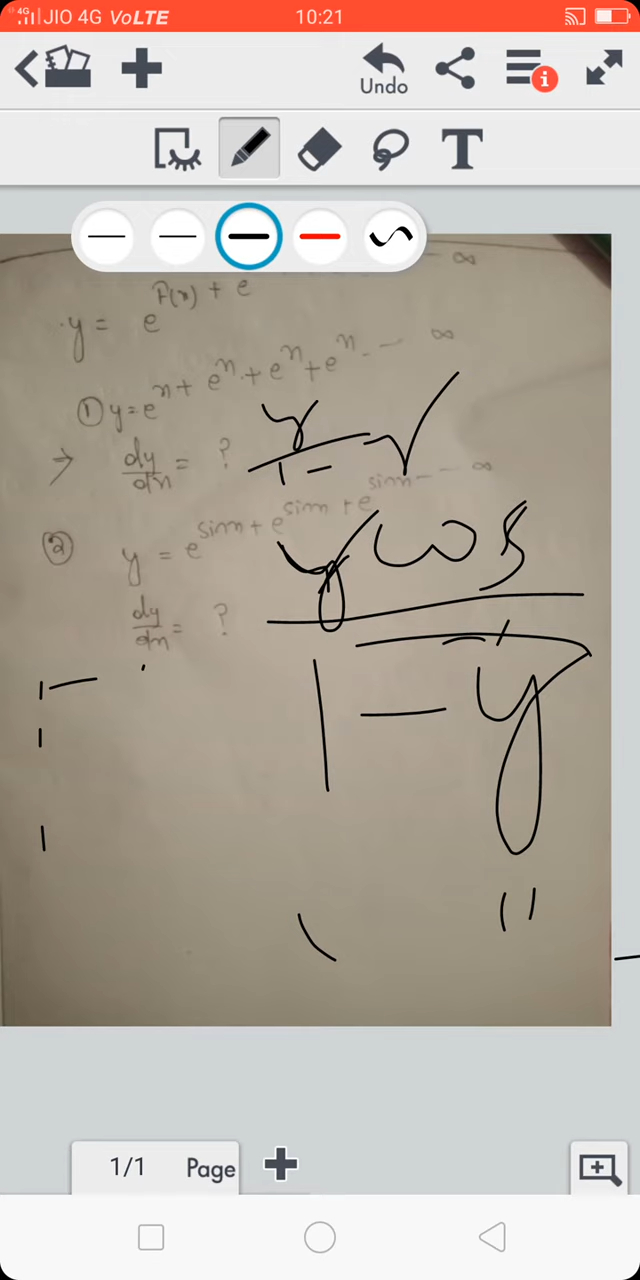 4G JIO 4G VoLTE 10:21
Undo
i
T
y = e^F(x) + e - ∞
① y = e^x + e^x + e^x + e^x - - ∞
→ dy/dx = ? y/1 -
② y = e^sinx + e^sinx + e^sinx - - - ∞
dy/dx = ? y cos
1 - y
1/1 Page